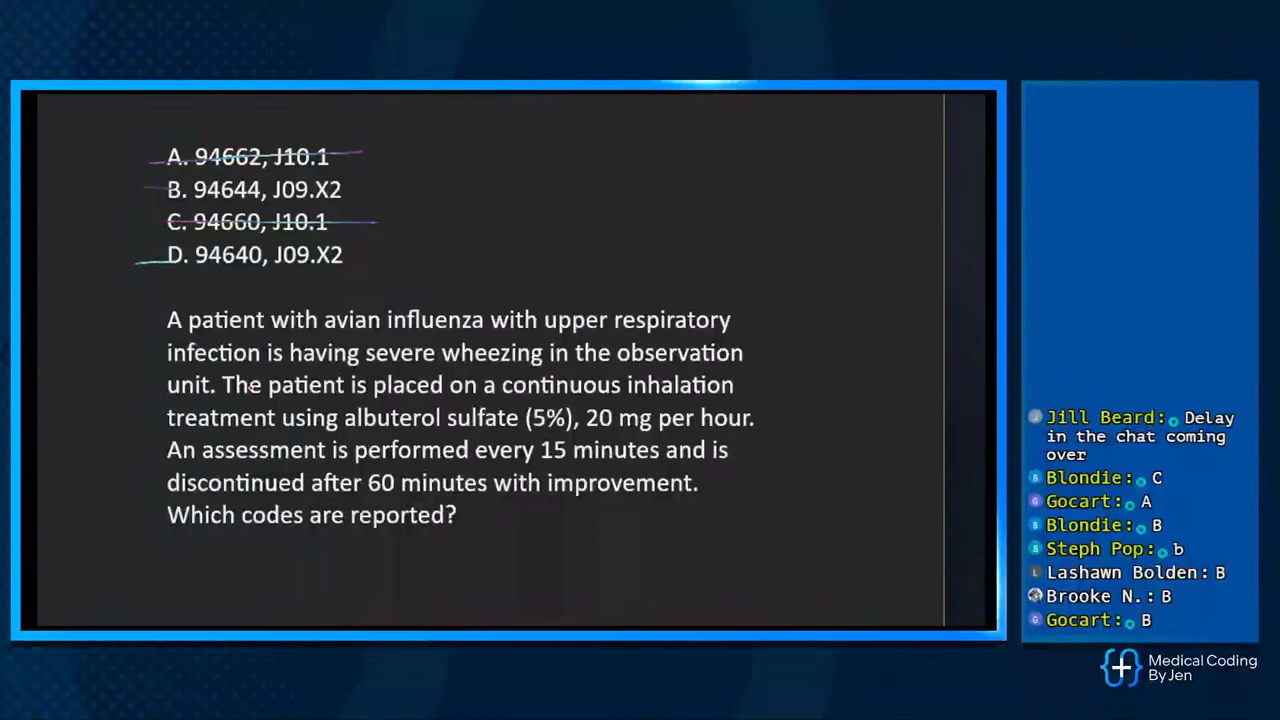 A. 94662, J10.1
B. 94644, J09.X2
C. 94660, J10.1
D. 94640, J09.X2
A patient with avian influenza with upper respiratory
infection is having severe wheezing in the observation
unit. The patient is placed on a continuous inhalation
treatment using albuterol sulfate (5%), 20 mg per hour.
An assessment is performed every 15 minutes and is
discontinued after 60 minutes with improvement.
Which codes are reported?
Jill Beard: Delay
in the chat coming
over
Blondie: C
Gocart: A
Blondie: B
Steph Pop: b
Lashawn Bolden: B
Brooke N.: B
Gocart: B
Medical Coding
By Jen